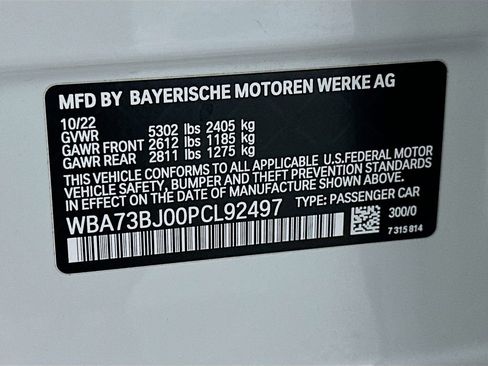 MFD BY BAYERISCHE MOTOREN WERKE AG
10/22
GVWR 5302 lbs 2405 kg
GAWR FRONT 2612 lbs 1185 kg
GAWR REAR 2811 lbs 1275 kg
THIS VEHICLE CONFORMS TO ALL APPLICABLE U.S.FEDERAL MOTOR
VEHICLE SAFETY, BUMPER, AND THEFT PREVENTION STANDARDS
IN EFFECT ON THE DATE OF MANUFACTURE SHOWN ABOVE.
WBA73BJ00PCL92497 TYPE: PASSENGER CAR
300/0
7 315 814